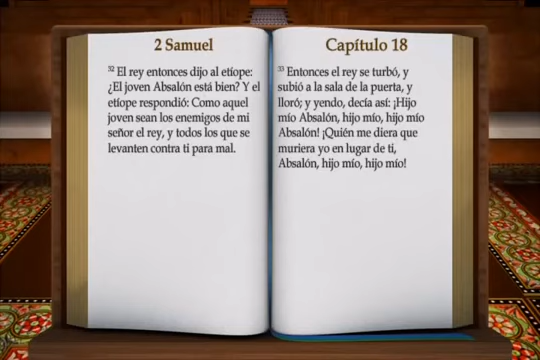 2 Samuel
³² El rey entonces dijo al etíope:
¿El joven Absalón está bien? Y el
etíope respondió: Como aquel
joven sean los enemigos de mi
señor el rey, y todos los que se
levanten contra ti para mal.
Capítulo 18
³³ Entonces el rey se turbó, y
subió a la sala de la puerta, y
lloró; y yendo, decía así: ¡Hijo
mío Absalón, hijo mío, hijo mío
Absalón! ¡Quién me diera que
muriera yo en lugar de ti,
Absalón, hijo mío, hijo mío!